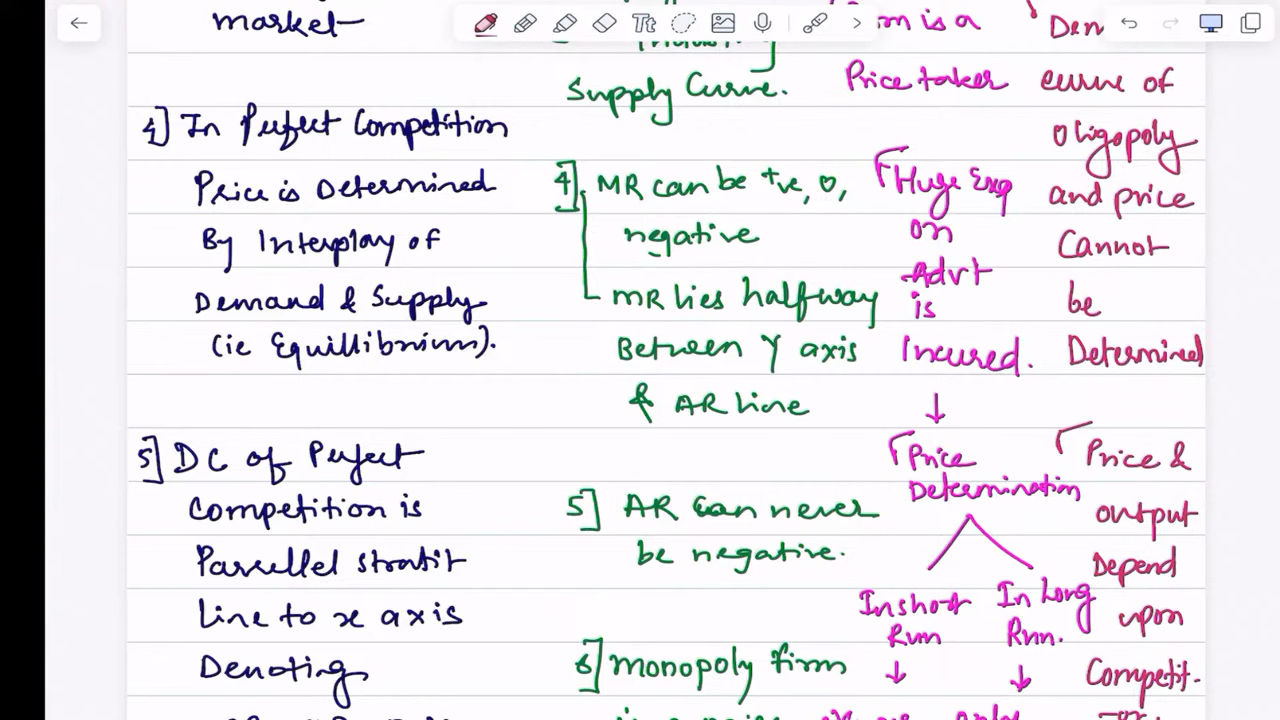 market
Supply Curve.
4] In Perfect Competition
Price is Determined
By Interplay of
Demand & Supply
(ie Equillibrium).
5] DC of Perfect
Competition is
Parellel
Line to x axis
Denoting
4] MR can be +ve, 0,
negative
MR lies halfway
Between Y axis
& AR Line
5] AR can never
be negative.
6] monopoly firm
is a
Price taker
Huge Exp
on
Advt
is
Incured.
Price
Determination
In short
Run
In Long
Run.
Dem
curve of
Oligopoly
and price
Cannot
be
Determined
Price &
output
Depend
upon
Competit-
Tt